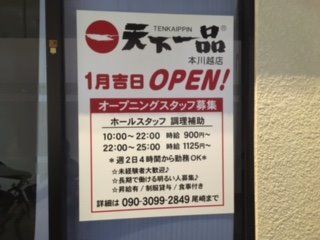 TENKAIPPIN
天下一品®
本川越店
1月吉日 OPEN!
オープニングスタッフ募集
ホールスタッフ 調理補助
10:00〜22:00 時給 900円〜
22:00〜25:00 時給 1125円〜
*週2日4時間から勤務OK*
☆未経験者大歓迎♪
☆長期で働ける明るい人募集♪
☆昇給有/制服貸与/食事付き
詳細は 090-3099-2849 尾崎まで